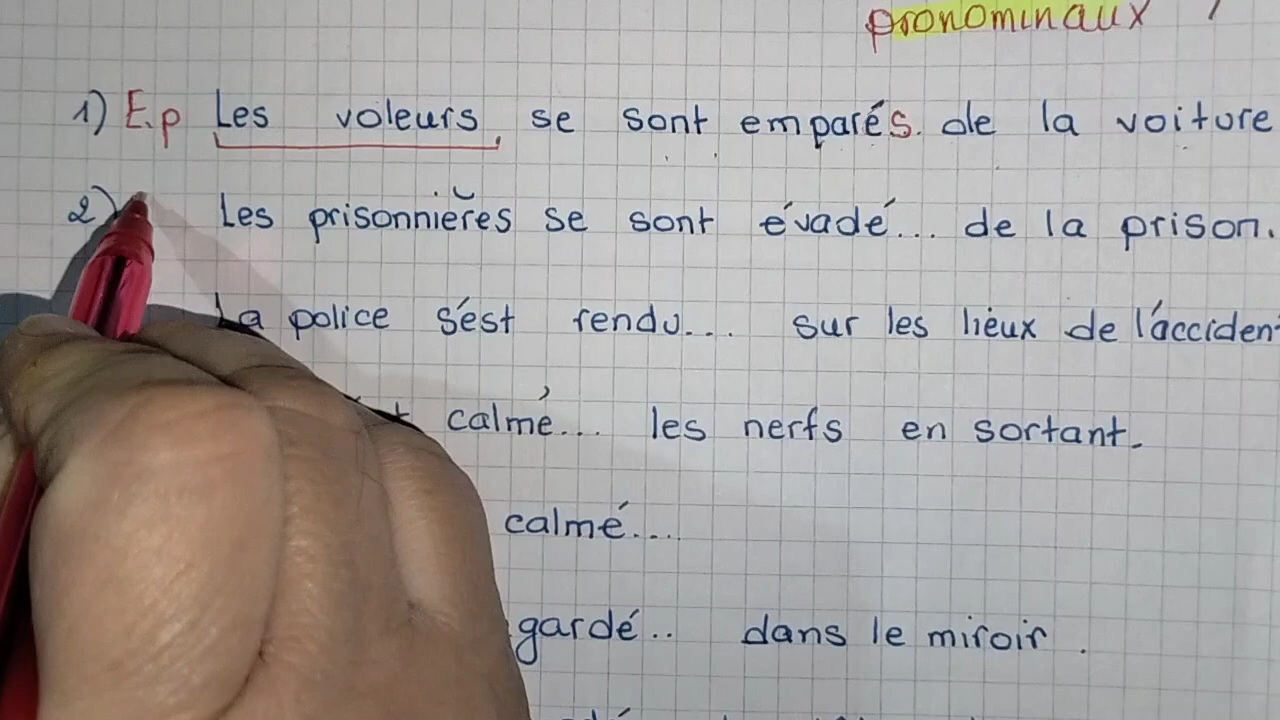 pronominaux
1) E.p Les voleurs se sont emparés. de la voiture
2) Les prisonnières se sont évadé... de la prison.
La police s'est rendu... sur les lieux de l'acciden
calmé... les nerfs en sortant.
calmé....
gardé.. dans le miroir.